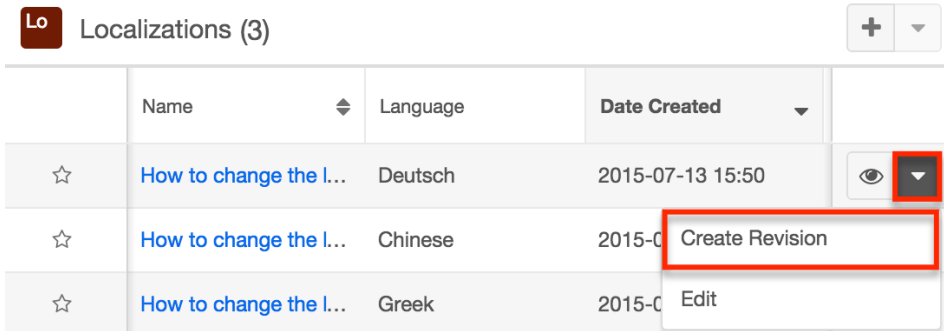 Lo
Localizations (3)
Name Language Date Created
How to change the l... Deutsch 2015-07-13 15:50
How to change the l... Chinese 2015-0
Create Revision
How to change the l... Greek 2015-0
Edit